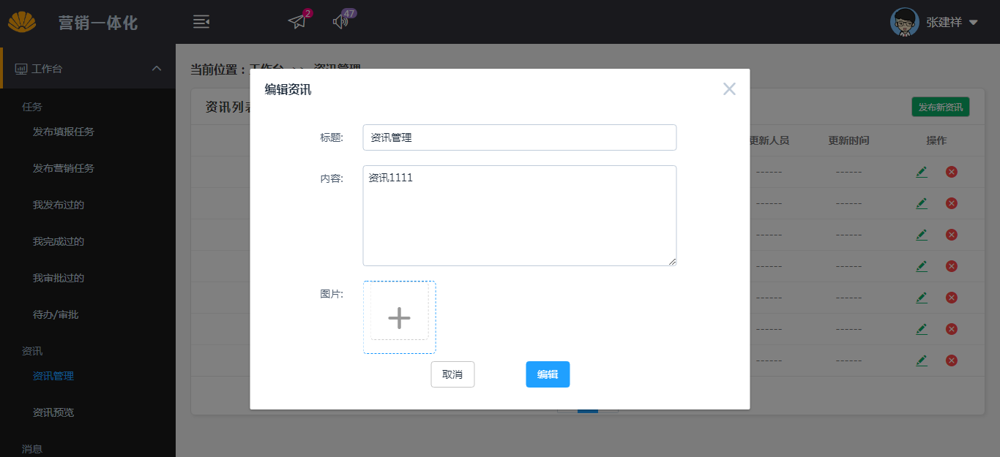 营销一体化
2
47
张建祥
工作台
任务
发布填报任务
发布营销任务
我发布过的
我完成过的
我审批过的
待办/审批
资讯
资讯管理
资讯预览
消息
当前位置：工作台 >> 资讯管理
资讯列表
发布新资讯
更新人员 更新时间 操作
------ ------
------ ------
------ ------
------ ------
------ ------
------ ------
------ ------
编辑资讯
标题: 资讯管理
内容: 资讯1111
图片:
取消 编辑